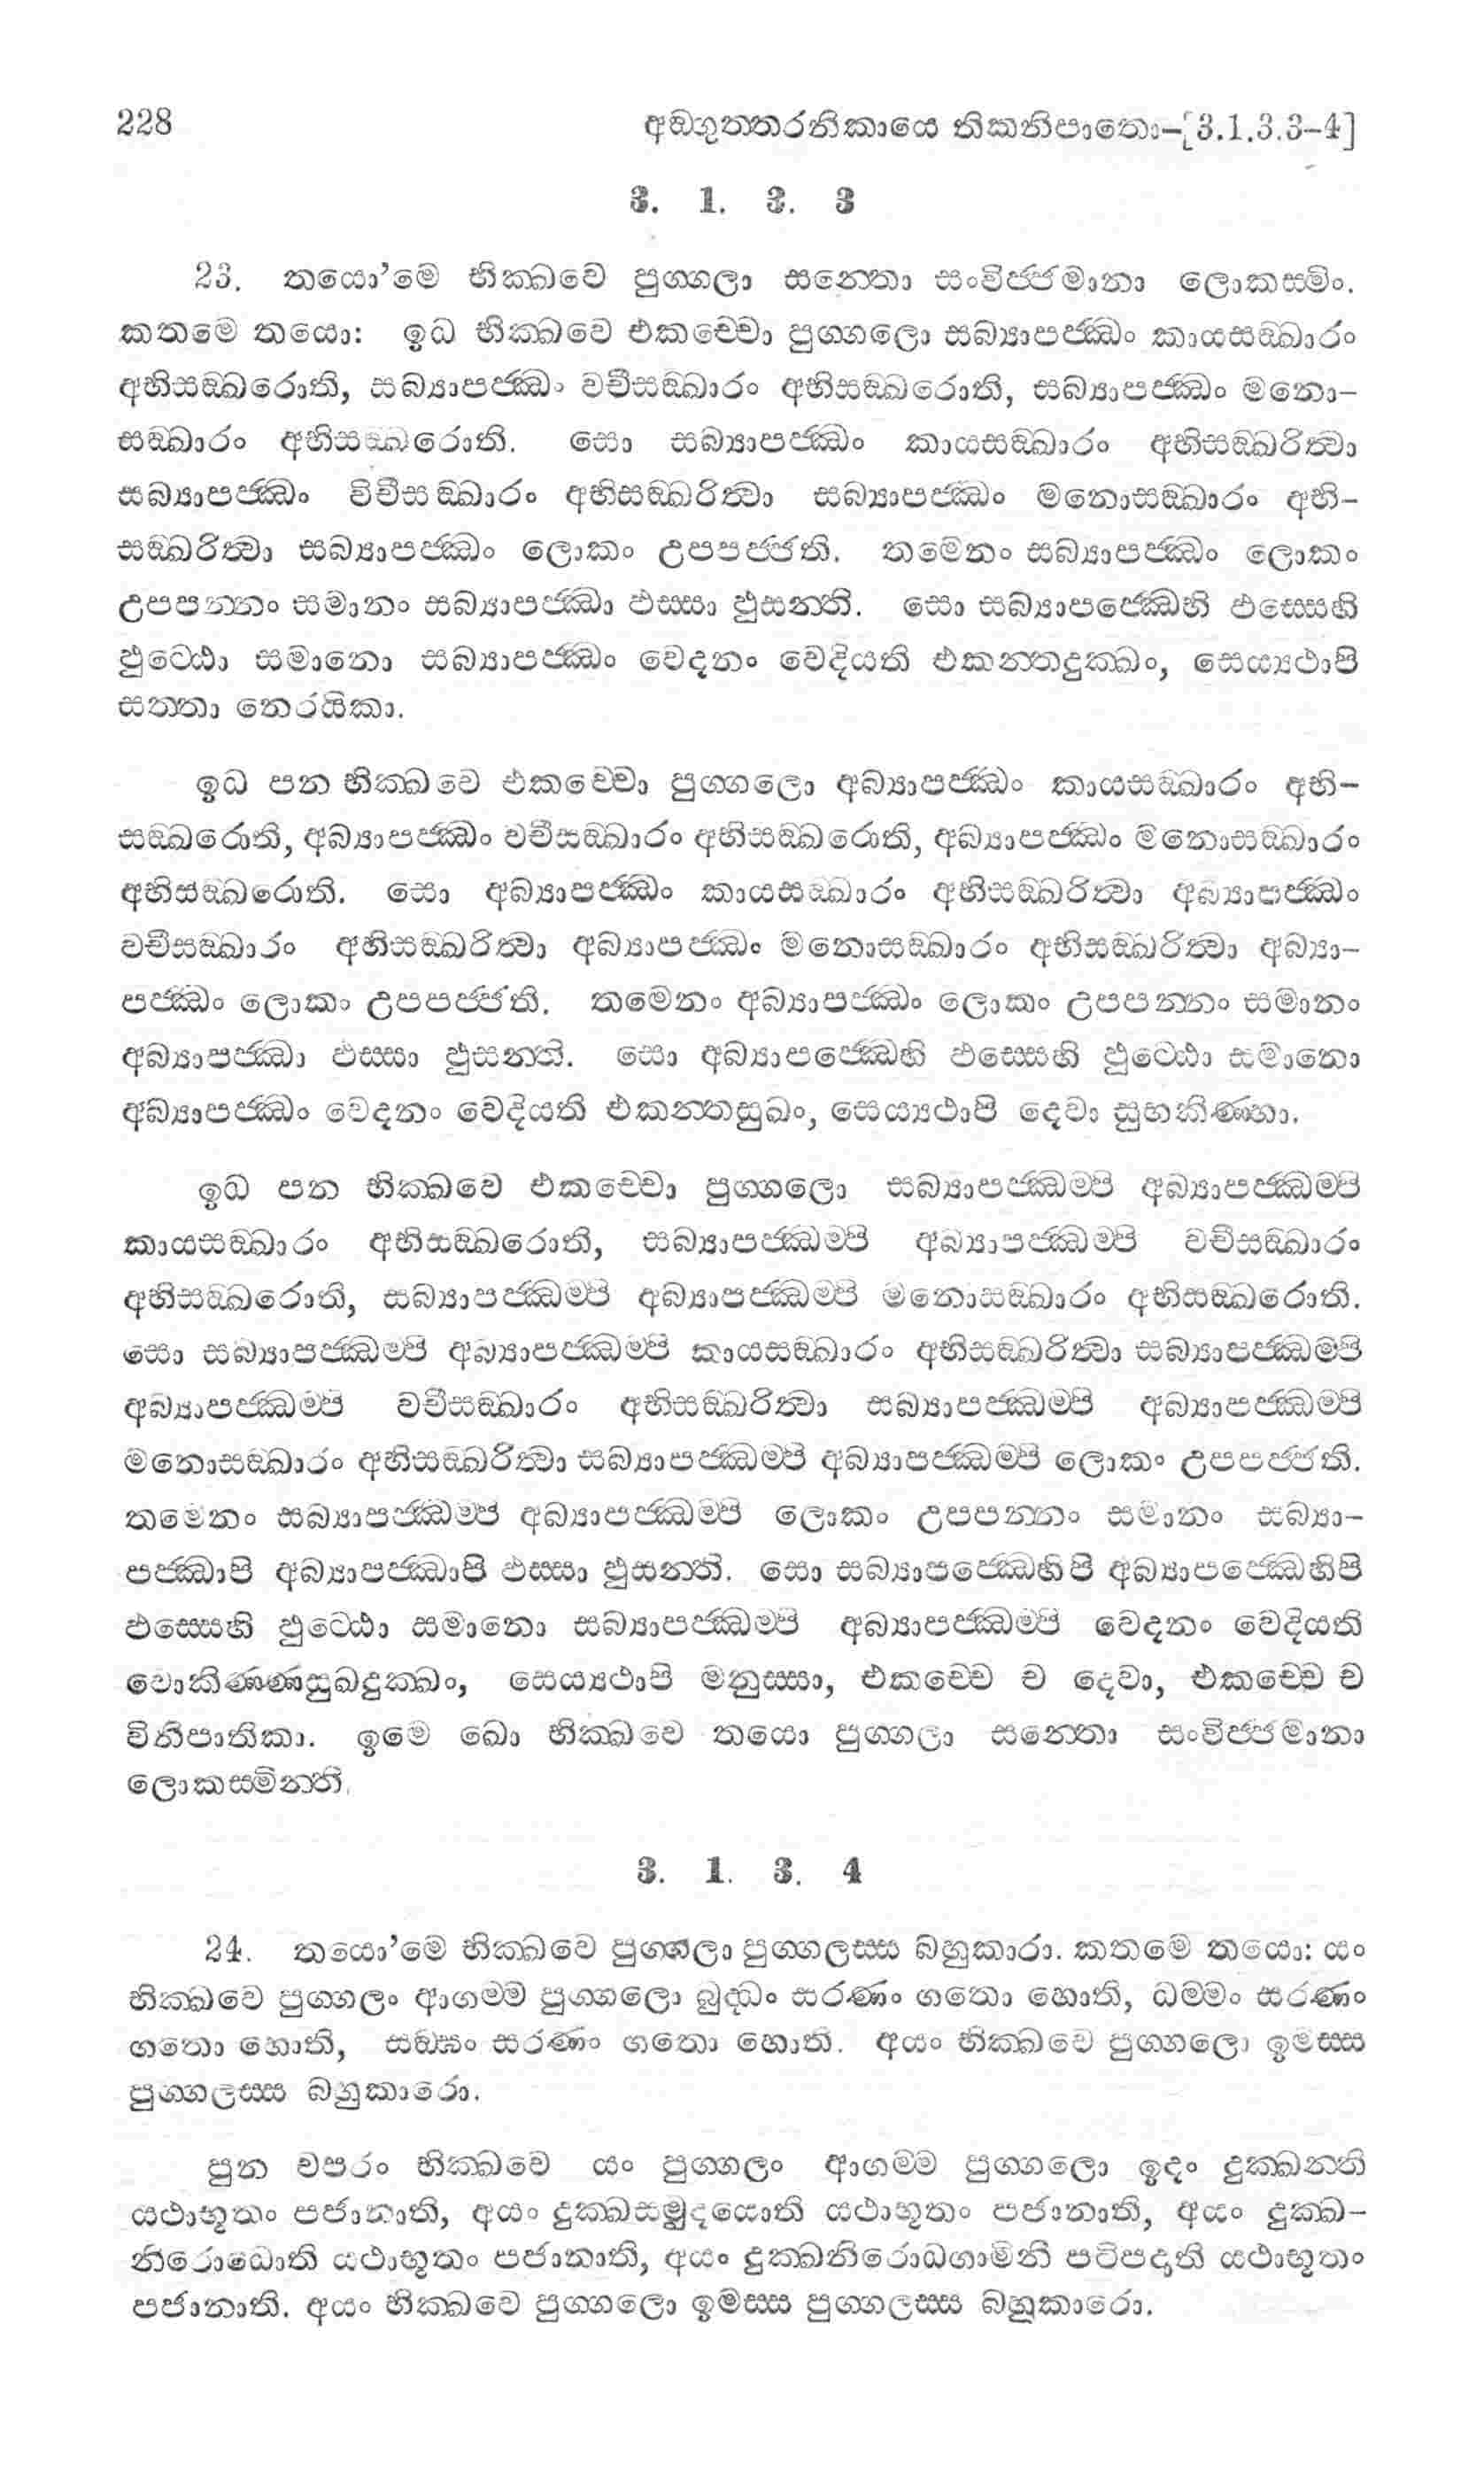 228 අඞ්ගුත්තරනිකායෙ තිකනිපාතො–[3.1.3.3–4]
3. 1. 3. 3
23. තයො’මෙ භික්ඛවෙ පුග්ගලා සන්තො සංවිජ්ජමානා ලොකස්මිං.
කතමෙ තයො: ඉධ භික්ඛවෙ එකච්චො පුග්ගලො සබ්‍යාපජ්ඣං කායසඞ්ඛාරං
අභිසඞ්ඛරොති, සබ්‍යාපජ්ඣං වචීසඞ්ඛාරං අභිසඞ්ඛරොති, සබ්‍යාපජ්ඣං මනො–
සඞ්ඛාරං අභිසඞ්ඛරොති. සො සබ්‍යාපජ්ඣං කායසඞ්ඛාරං අභිසඞ්ඛරිත්‍වා
සබ්‍යාපජ්ඣං විචීසඞ්ඛාරං අභිසඞ්ඛරිත්‍වා සබ්‍යාපජ්ඣං මනොසඞ්ඛාරං අභි–
සඞ්ඛරිත්‍වා සබ්‍යාපජ්ඣං ලොකං උපපජ්ජති. තමෙනං සබ්‍යාපජ්ඣං ලොකං
උපපන්නං සමානං සබ්‍යාපජ්ඣා ඵස්සා ඵුසන්ති. සො සබ්‍යාපජ්ඣෙහි ඵස්සෙහි
ඵුට්ඨො සමානො සබ්‍යාපජ්ඣං වෙදනං වෙදියති එකන්තදුක්ඛං, සෙය්‍යථාපි
සත්තා නෙරයිකා.
ඉධ පන භික්ඛවෙ එකච්චො පුග්ගලො අබ්‍යාපජ්ඣං කායසඞ්ඛාරං අභි–
සඞ්ඛරොති, අබ්‍යාපජ්ඣං වචීසඞ්ඛාරං අභිසඞ්ඛරොති, අබ්‍යාපජ්ඣං මනොසඞ්ඛාරං
අභිසඞ්ඛරොති. සො අබ්‍යාපජ්ඣං කායසඞ්ඛාරං අභිසඞ්ඛරිත්‍වා අබ්‍යාපජ්ඣං
වචීසඞ්ඛාරං අභිසඞ්ඛරිත්‍වා අබ්‍යාපජ්ඣං මනොසඞ්ඛාරං අභිසඞ්ඛරිත්‍වා අබ්‍යා–
පජ්ඣං ලොකං උපපජ්ජති. තමෙනං අබ්‍යාපජ්ඣං ලොකං උපපන්නං සමානං
අබ්‍යාපජ්ඣා ඵස්සා ඵුසන්ති. සො අබ්‍යාපජ්ඣෙහි ඵස්සෙහි ඵුට්ඨො සමානො
අබ්‍යාපජ්ඣං වෙදනං වෙදියති එකන්තසුඛං, සෙය්‍යථාපි දෙවා සුභකිණ්හා.
ඉධ පන භික්ඛවෙ එකච්චො පුග්ගලො සබ්‍යාපජ්ඣම්පි අබ්‍යාපජ්ඣම්පි
කායසඞ්ඛාරං අභිසඞ්ඛරොති, සබ්‍යාපජ්ඣම්පි අබ්‍යාපජ්ඣම්පි වචීසඞ්ඛාරං
අභිසඞ්ඛරොති, සබ්‍යාපජ්ඣම්පි අබ්‍යාපජ්ඣම්පි මනොසඞ්ඛාරං අභිසඞ්ඛරොති.
සො සබ්‍යාපජ්ඣම්පි අබ්‍යාපජ්ඣම්පි කායසඞ්ඛාරං අභිසඞ්ඛරිත්‍වා සබ්‍යාපජ්ඣම්පි
අබ්‍යාපජ්ඣම්පි වචීසඞ්ඛාරං අභිසඞ්ඛරිත්‍වා සබ්‍යාපජ්ඣම්පි අබ්‍යාපජ්ඣම්පි
මනොසඞ්ඛාරං අභිසඞ්ඛරිත්‍වා සබ්‍යාපජ්ඣම්පි අබ්‍යාපජ්ඣම්පි ලොකං උපපජ්ජති.
තමෙනං සබ්‍යාපජ්ඣම්පි අබ්‍යාපජ්ඣම්පි ලොකං උපපන්නං සමානං සබ්‍යා–
පජ්ඣාපි අබ්‍යාපජ්ඣාපි ඵස්සා ඵුසන්ති. සො සබ්‍යාපජ්ඣෙහිපි අබ්‍යාපජ්ඣෙහිපි
ඵස්සෙහි ඵුට්ඨො සමානො සබ්‍යාපජ්ඣම්පි අබ්‍යාපජ්ඣම්පි වෙදනං වෙදියති
වොකිණ්ණසුඛදුක්ඛං, සෙය්‍යථාපි මනුස්සා, එකච්චෙ ච දෙවා, එකච්චෙ ච
විනිපාතිකා. ඉමෙ ඛො භික්ඛවෙ තයො පුග්ගලා සන්තො සංවිජ්ජමානා
ලොකස්මින්ති.
3. 1. 3. 4
24. තයො’මෙ භික්ඛවෙ පුග්ගලා පුග්ගලස්ස බහුකාරා. කතමෙ තයො: යං
භික්ඛවෙ පුග්ගලං ආගම්ම පුග්ගලො බුද්ධං සරණං ගතො හොති, ධම්මං සරණං
ගතො හොති, සඞ්ඝං සරණං ගතො හොති. අයං භික්ඛවෙ පුග්ගලො ඉමස්ස
පුග්ගලස්ස බහුකාරො.
පුන චපරං භික්ඛවෙ යං පුග්ගලං ආගම්ම පුග්ගලො ඉදං දුක්ඛන්ති
යථාභූතං පජානාති, අයං දුක්ඛසමුදයොති යථාභූතං පජානාති, අයං දුක්ඛ–
නිරොධොති යථාභූතං පජානාති, අයං දුක්ඛනිරොධගාමිනී පටිපදාති යථාභූතං
පජානාති. අයං භික්ඛවෙ පුග්ගලො ඉමස්ස පුග්ගලස්ස බහුකාරො.